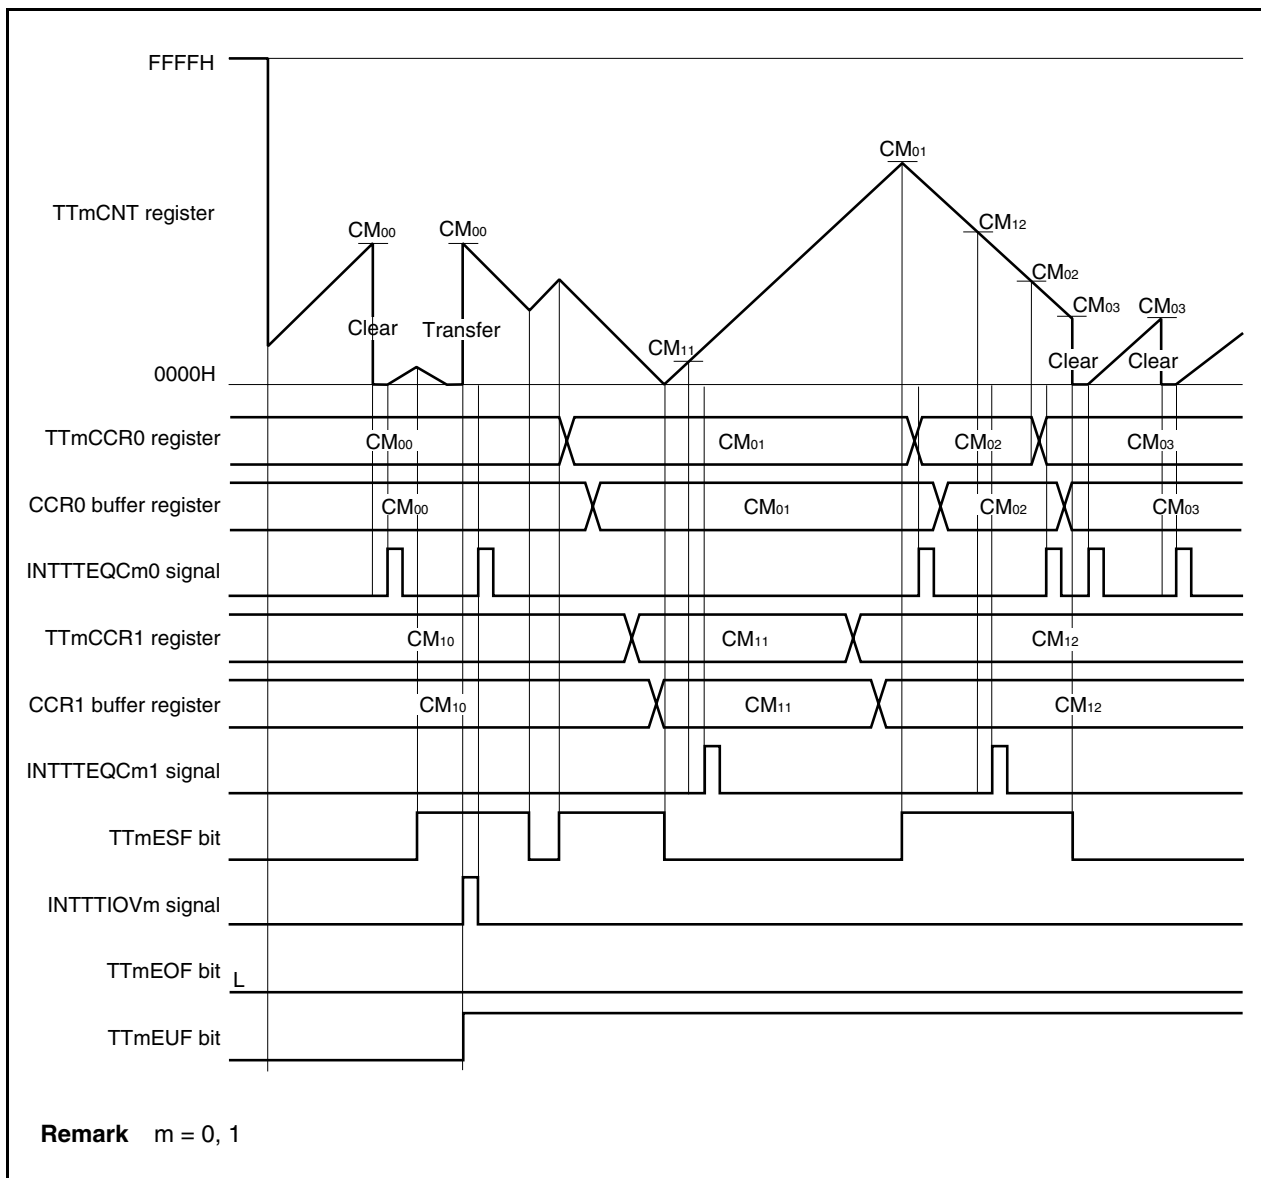 FFFFH
CM01
TTmCNT register
CM00
CM00
CM12
CM02
CM03
CM03
Clear
Transfer
CM11
Clear
Clear
0000H
TTmCCR0 register
CM00
CM01
CM02
CM03
CCR0 buffer register
CM00
CM01
CM02
CM03
INTTTEQCm0 signal
TTmCCR1 register
CM10
CM11
CM12
CCR1 buffer register
CM10
CM11
CM12
INTTTEQCm1 signal
TTmESF bit
INTTTIOVm signal
TTmEOF bit
L
TTmEUF bit
Remark m = 0, 1